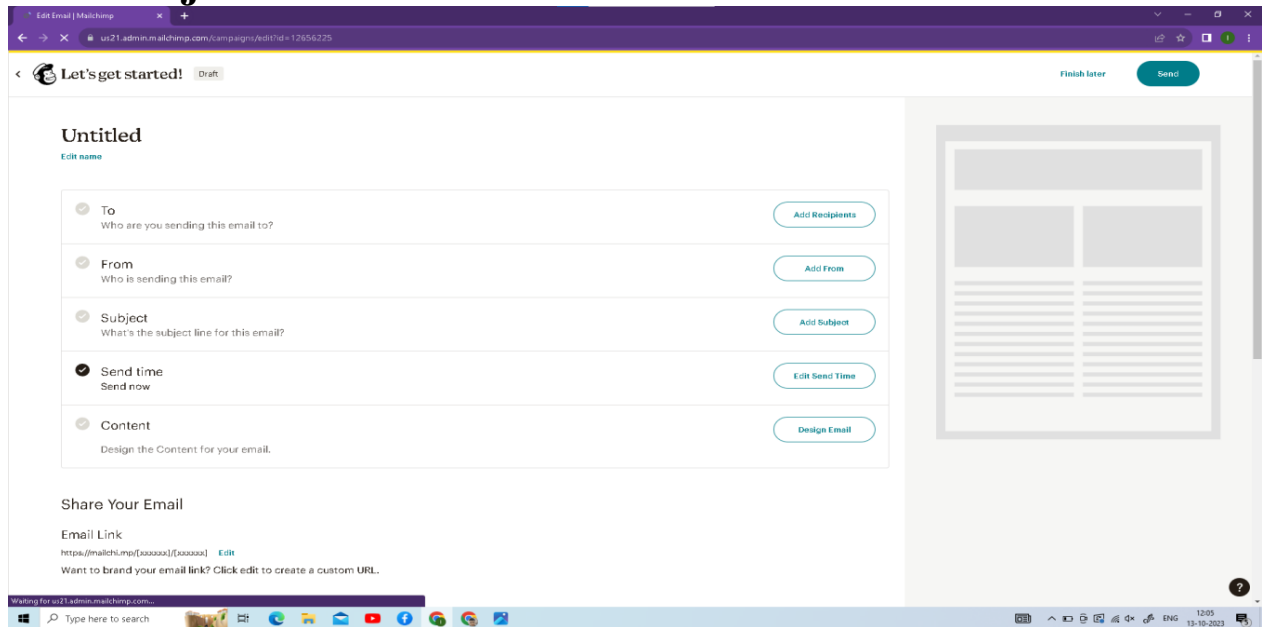 Edit Email | Mailchimp
us21.admin.mailchimp.com/campaigns/edit?id=12656225
Let's get started! Draft
Finish later Send
Untitled
Edit name
To
Who are you sending this email to?
Add Recipients
From
Who is sending this email?
Add From
Subject
What's the subject line for this email?
Add Subject
Send time
Send now
Edit Send Time
Content
Design the Content for your email.
Design Email
Share Your Email
Email Link
https://mailchi.mp/[xxxxxx]/[xxxxxx] Edit
Want to brand your email link? Click edit to create a custom URL.
Waiting for us21.admin.mailchimp.com...
Type here to search
ENG
12:05
13-10-2023